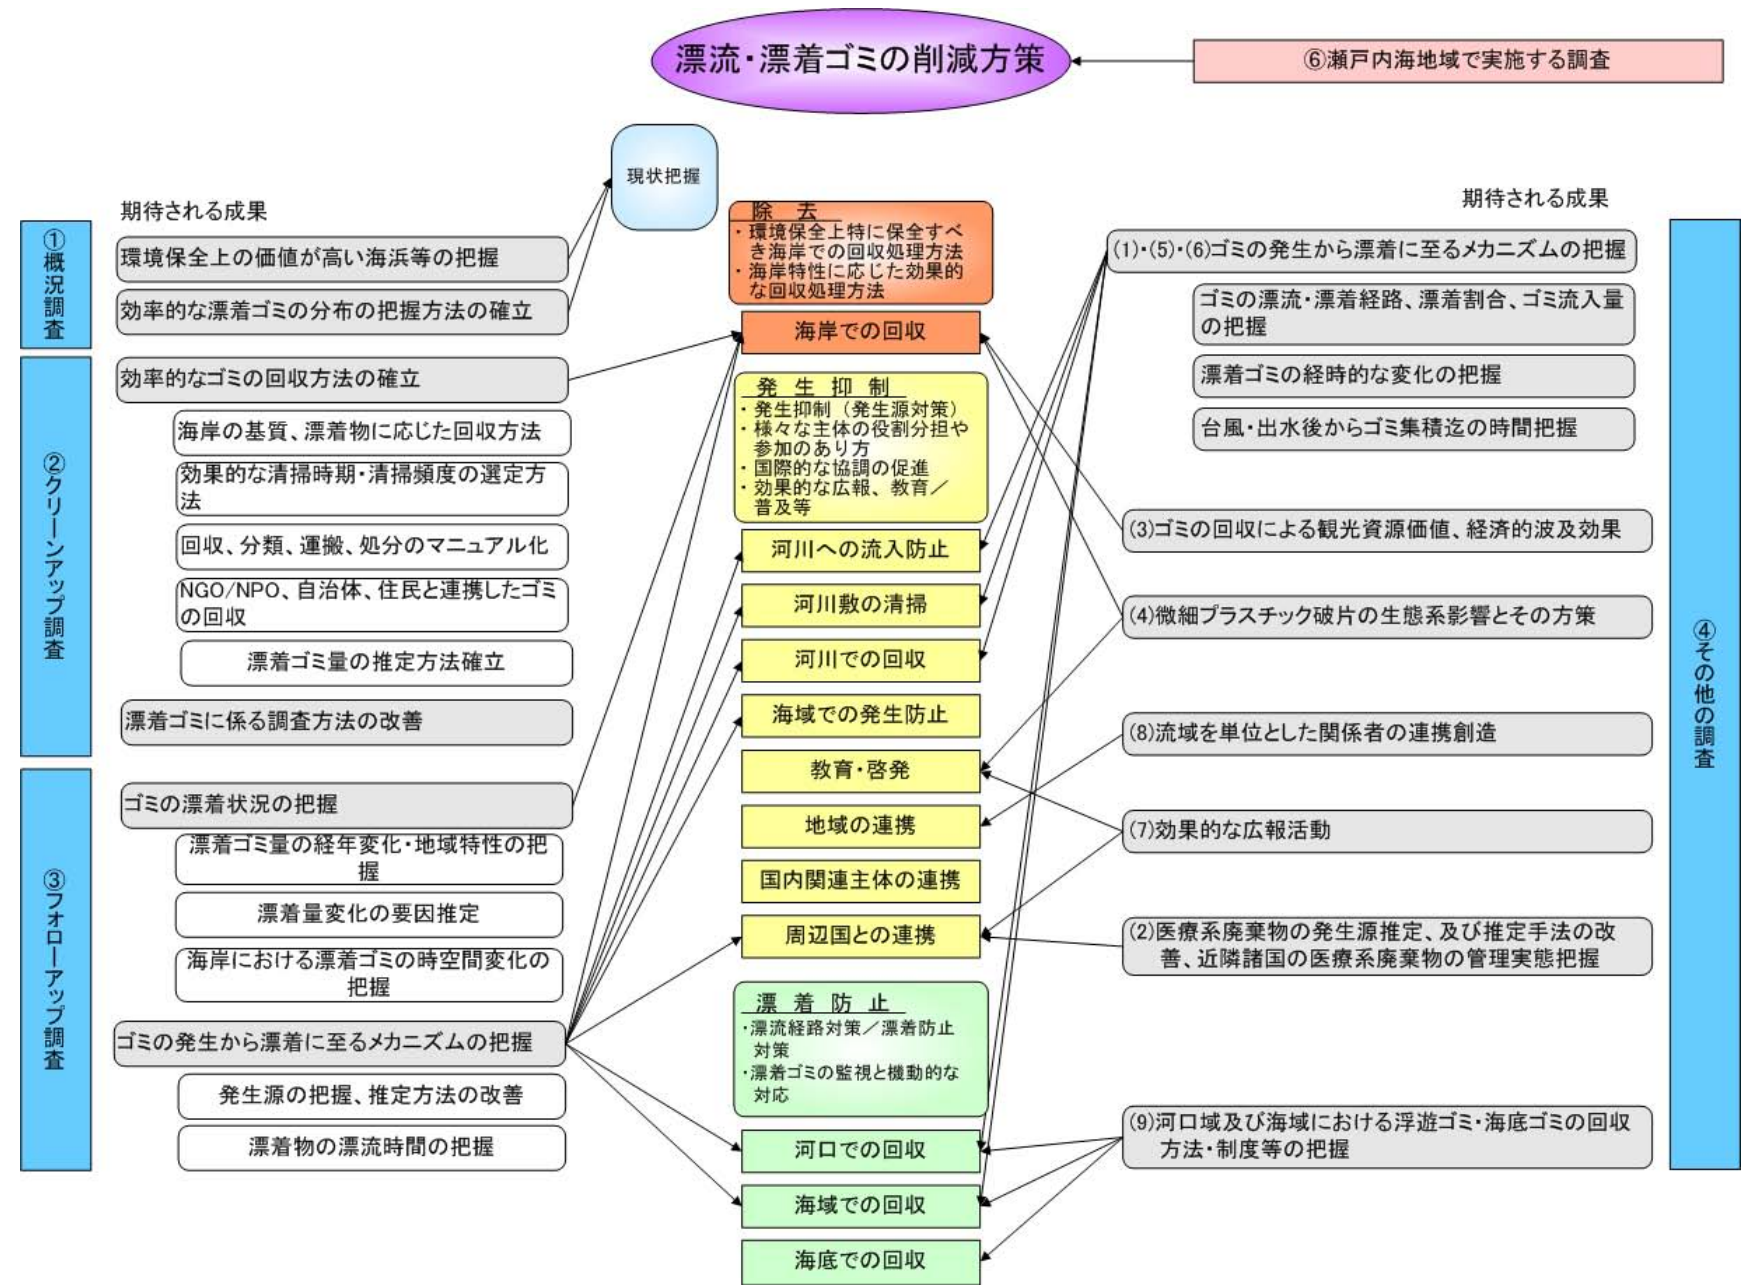 漂流・漂着ゴミの削減方策
⑥瀬戸内海地域で実施する調査
現状把握
期待される成果
①概況調査
環境保全上の価値が高い海浜等の把握
効率的な漂着ゴミの分布の把握方法の確立
②クリーンアップ調査
効率的なゴミの回収方法の確立
海岸の基質、漂着物に応じた回収方法
効果的な清掃時期・清掃頻度の選定方
法
回収、分類、運搬、処分のマニュアル化
NGO/NPO、自治体、住民と連携したゴミ
の回収
漂着ゴミ量の推定方法確立
漂着ゴミに係る調査方法の改善
③フォローアップ調査
ゴミの漂着状況の把握
漂着ゴミ量の経年変化・地域特性の把
握
漂着量変化の要因推定
海岸における漂着ゴミの時空間変化の
把握
ゴミの発生から漂着に至るメカニズムの把握
発生源の把握、推定方法の改善
漂着物の漂流時間の把握
除 去
・環境保全上特に保全すべ
き海岸での回収処理方法
・海岸特性に応じた効果的
な回収処理方法
海岸での回収
発 生 抑 制
・発生抑制（発生源対策）
・様々な主体の役割分担や
参加のあり方
・国際的な協調の促進
・効果的な広報、教育／
普及等
河川への流入防止
河川敷の清掃
河川での回収
海域での発生防止
教育・啓発
地域の連携
国内関連主体の連携
周辺国との連携
漂 着 防 止
・漂流経路対策／漂着防止
対策
・漂着ゴミの監視と機動的な
対応
河口での回収
海域での回収
海底での回収
期待される成果
④その他の調査
(1)・(5)・(6)ゴミの発生から漂着に至るメカニズムの把握
ゴミの漂流・漂着経路、漂着割合、ゴミ流入量
の把握
漂着ゴミの経時的な変化の把握
台風・出水後からゴミ集積迄の時間把握
(3)ゴミの回収による観光資源価値、経済的波及効果
(4)微細プラスチック破片の生態系影響とその方策
(8)流域を単位とした関係者の連携創造
(7)効果的な広報活動
(2)医療系廃棄物の発生源推定、及び推定手法の改
善、近隣諸国の医療系廃棄物の管理実態把握
(9)河口域及び海域における浮遊ゴミ・海底ゴミの回収
方法・制度等の把握